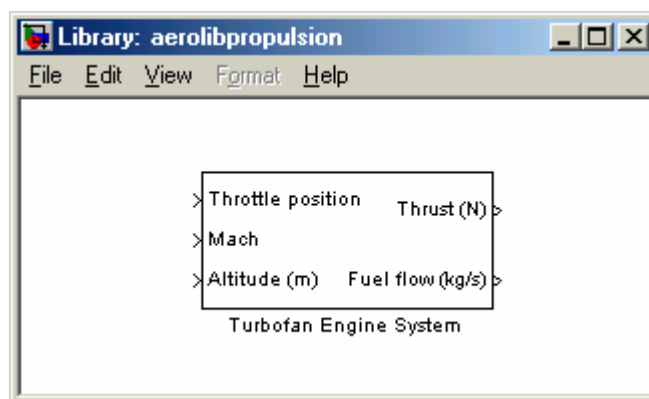 Library: aerolibpropulsion
File Edit View Format Help
Throttle position
Thrust (N)
Mach
Altitude (m)
Fuel flow (kg/s)
Turbofan Engine System